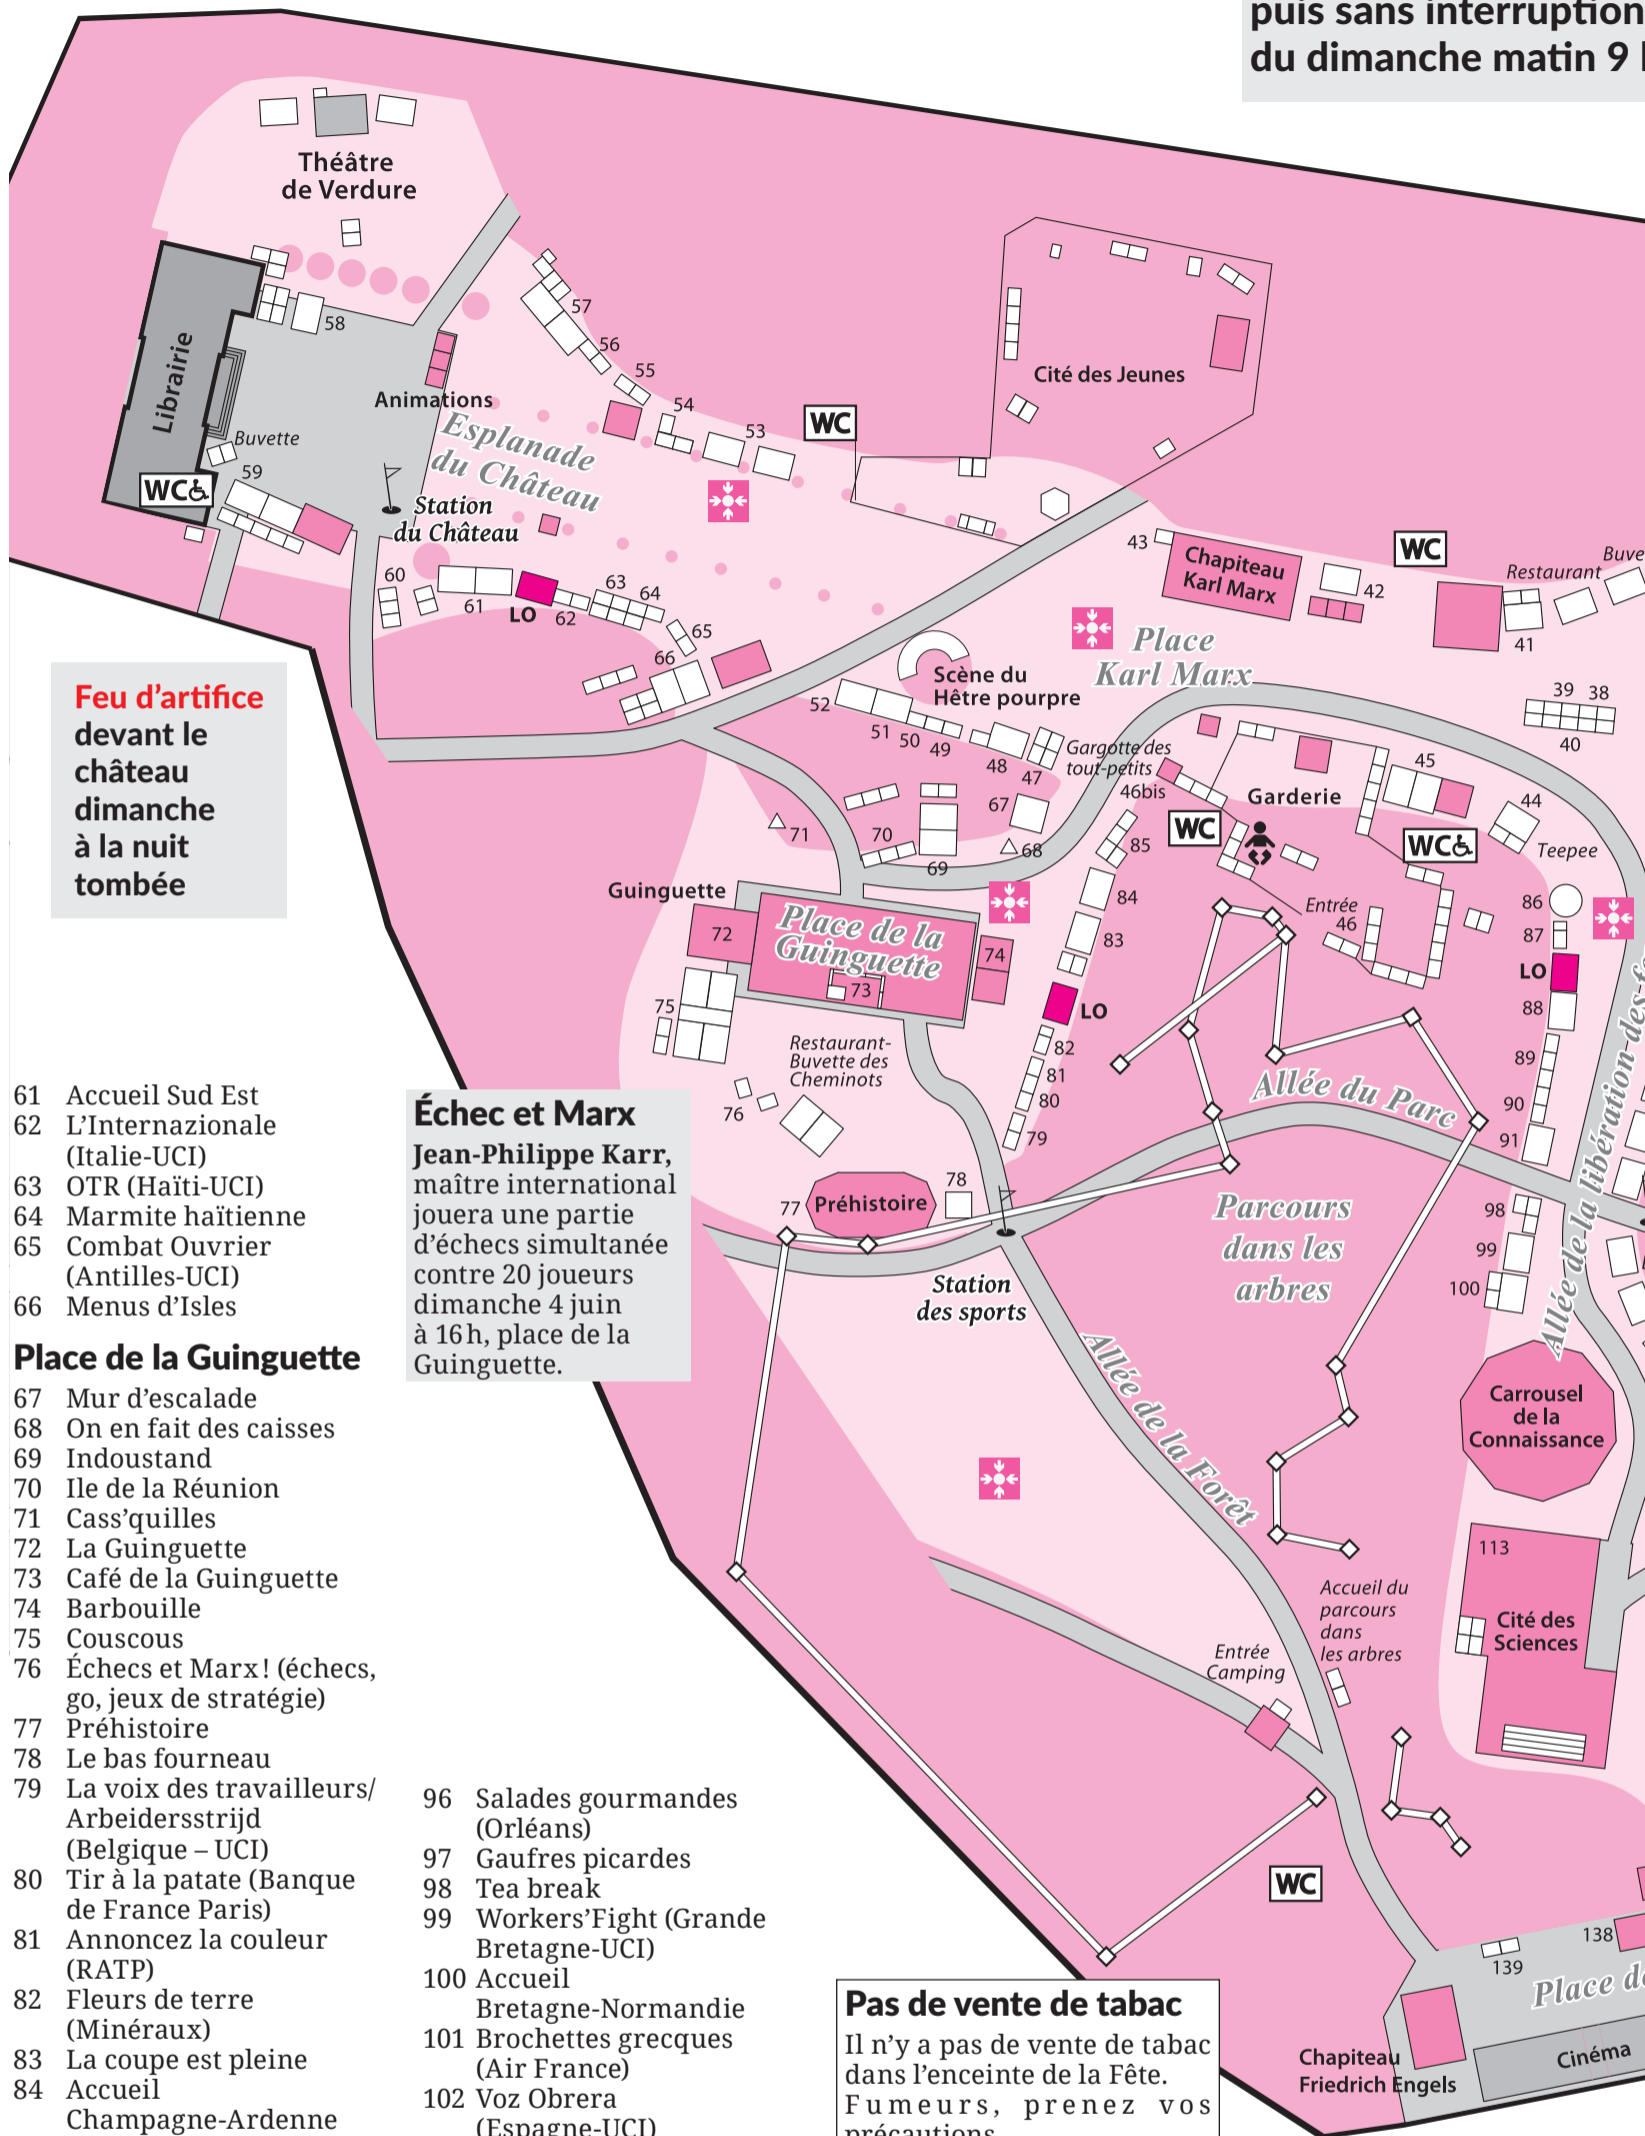 puis sans interruption
du dimanche matin 9
Théâtre
de Verdure
57
58
56
55
54
53
WC
Cité des Jeunes
Librairie
Animations
Buvette
Esplanade
du Château
59
WC
Station
du Château
60
61
LO
62
63
64
65
66
43
Chapiteau
Karl Marx
42
WC
Restaurant
Buve
41
Place
Karl Marx
Scène du
Hêtre pourpre
52
51
50
49
48
47
39
38
40
Gargotte des
tout-petits
46bis
Garderie
45
44
WC
WC
Teepee
67
68
69
70
71
85
84
83
LO
82
81
80
79
Entrée
46
86
87
LO
88
89
90
91
Guinguette
72
Place de la
Guinguette
73
74
75
Restaurant-
Buvette des
Cheminots
76
Allée du Parc
77
Préhistoire
78
Station
des sports
Parcours
dans les
arbres
98
99
100
Allée de la libération des
Allée de la Forêt
Carrousel
de la
Connaissance
113
Cité des
Sciences
Accueil du
parcours
dans
les arbres
Entrée
Camping
WC
138
139
Place d
Chapiteau
Friedrich Engels
Cinéma
Feu d'artifice
devant le
château
dimanche
à la nuit
tombée
61 Accueil Sud Est
62 L'Internazionale
(Italie-UCI)
63 OTR (Haïti-UCI)
64 Marmite haïtienne
65 Combat Ouvrier
(Antilles-UCI)
66 Menus d'Isles
Place de la Guinguette
67 Mur d'escalade
68 On en fait des caisses
69 Indoustand
70 Ile de la Réunion
71 Cass'quilles
72 La Guinguette
73 Café de la Guinguette
74 Barbouille
75 Couscous
76 Échecs et Marx! (échecs,
go, jeux de stratégie)
77 Préhistoire
78 Le bas fourneau
79 La voix des travailleurs/
Arbeidersstrijd
(Belgique – UCI)
80 Tir à la patate (Banque
de France Paris)
81 Annoncez la couleur
(RATP)
82 Fleurs de terre
(Minéraux)
83 La coupe est pleine
84 Accueil
Champagne-Ardenne
Échec et Marx
Jean-Philippe Karr,
maître international
jouera une partie
d'échecs simultanée
contre 20 joueurs
dimanche 4 juin
à 16h, place de la
Guinguette.
96 Salades gourmandes
(Orléans)
97 Gaufres picardes
98 Tea break
99 Workers'Fight (Grande
Bretagne-UCI)
100 Accueil
Bretagne-Normandie
101 Brochettes grecques
(Air France)
102 Voz Obrera
(Espagne-UCI)
Pas de vente de tabac
Il n'y a pas de vente de tabac
dans l'enceinte de la Fête.
Fumeurs, prenez vos
précautions